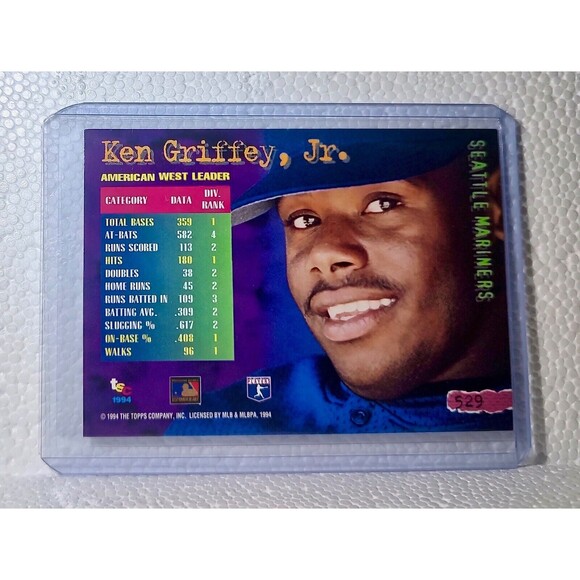 Ken Griffey, Jr.
AMERICAN WEST LEADER
CATEGORY DATA DIV. RANK
TOTAL BASES 359 1
AT-BATS 582 4
RUNS SCORED 113 2
HITS 180 1
DOUBLES 38 2
HOME RUNS 45 2
RUNS BATTED IN 109 3
BATTING AVG. .309 2
SLUGGING % .617 2
ON-BASE % .408 1
WALKS 96 1
SEATTLE MARINERS
529
tsc
1994
PLAYERS
© 1994 THE TOPPS COMPANY, INC. LICENSED BY MLB & MLBPA, 1994